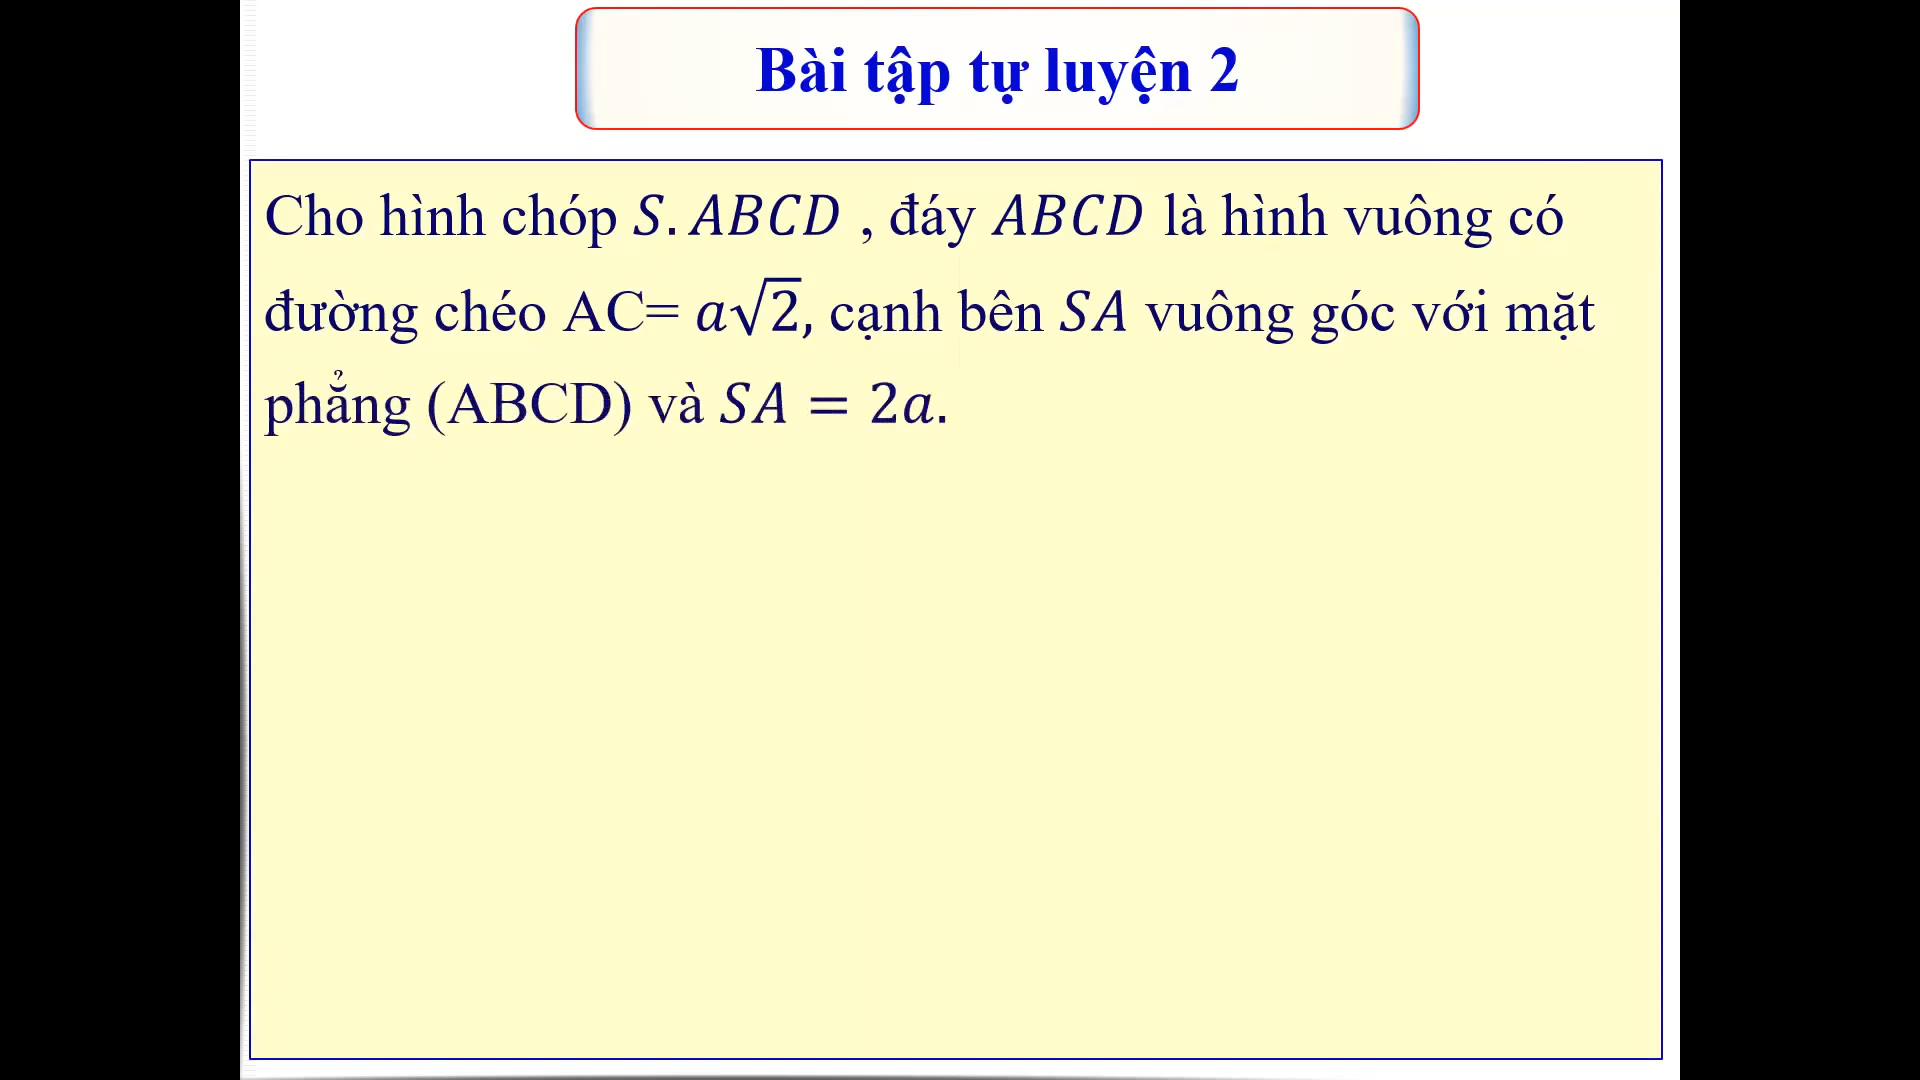 Bài tập tự luyện 2
Cho hình chóp S.ABCD , đáy ABCD là hình vuông có
đường chéo AC= a√2, cạnh bên SA vuông góc với mặt
phẳng (ABCD) và SA = 2a.